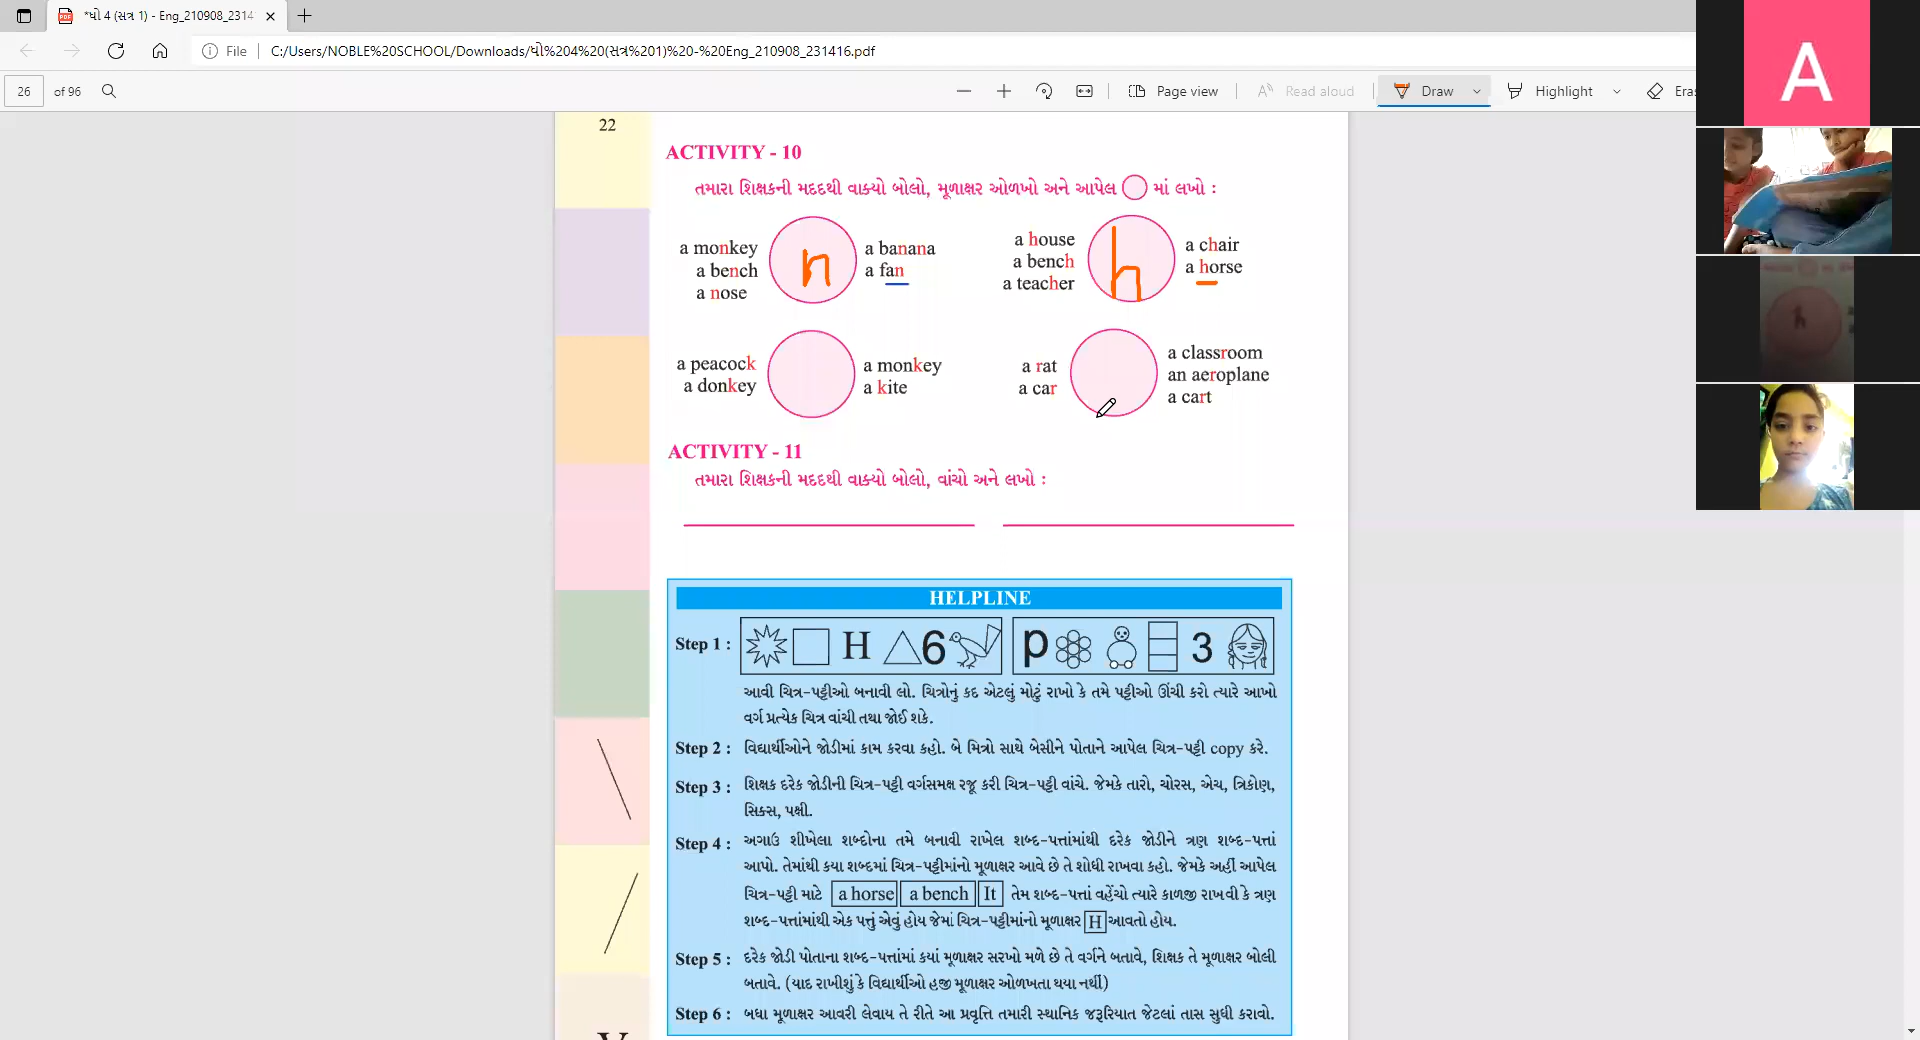 *ધો 4 (સત્ર 1) - Eng_210908_2314
File C:/Users/NOBLE%20SCHOOL/Downloads/ધો%204%20(સત્ર%201)%20-%20Eng_210908_231416.pdf
26 of 96 Page view Read aloud Draw Highlight Eras
A
22
ACTIVITY - 10
તમારા શિક્ષકની મદદથી વાક્યો બોલો, મૂળાક્ષર ઓળખો અને આપેલ માં લખો :
a monkey
a bench
a nose
n
a banana
a fan
a house
a bench
a teacher
h
a chair
a horse
a peacock
a donkey
a monkey
a kite
a rat
a car
a classroom
an aeroplane
a cart
ACTIVITY - 11
તમારા શિક્ષકની મદદથી વાક્યો બોલો, વાંચો અને લખો :
HELPLINE
Step 1 : H 6 p 3
આવી ચિત્ર-પટ્ટીઓ બનાવી લો. ચિત્રોનું કદ એટલું મોટું રાખો કે તમે પટ્ટીઓ ઊંચી કરો ત્યારે આખો
વર્ગ પ્રત્યેક ચિત્ર વાંચી તથા જોઈ શકે.
Step 2 : વિદ્યાર્થીઓને જોડીમાં કામ કરવા કહો. બે મિત્રો સાથે બેસીને પોતાને આપેલ ચિત્ર-પટ્ટી copy કરે.
Step 3 : શિક્ષક દરેક જોડીની ચિત્ર-પટ્ટી વર્ગસમક્ષ રજૂ કરી ચિત્ર-પટ્ટી વાંચે. જેમકે તારો, ચોરસ, એચ, ત્રિકોણ,
સિક્સ, પક્ષી.
Step 4 : અગાઉ શીખેલા શબ્દોના તમે બનાવી રાખેલ શબ્દ-પત્તાંમાંથી દરેક જોડીને ત્રણ શબ્દ-પત્તાં
આપો. તેમાંથી કયા શબ્દમાં ચિત્ર-પટ્ટીમાંનો મૂળાક્ષર આવે છે તે શોધી રાખવા કહો. જેમકે અહીં આપેલ
ચિત્ર-પટ્ટી માટે a horse a bench It તેમ શબ્દ-પત્તાં વહેંચો ત્યારે કાળજી રાખવી કે ત્રણ
શબ્દ-પત્તાંમાંથી એક પત્તું એવું હોય જેમાં ચિત્ર-પટ્ટીમાંનો મૂળાક્ષર H આવતો હોય.
Step 5 : દરેક જોડી પોતાના શબ્દ-પત્તાંમાં કયાં મૂળાક્ષર સરખો મળે છે તે વર્ગને બતાવે, શિક્ષક તે મૂળાક્ષર બોલી
બતાવે. (યાદ રાખીશું કે વિદ્યાર્થીઓ હજી મૂળાક્ષર ઓળખતા થયા નથી)
Step 6 : બધા મૂળાક્ષર આવરી લેવાય તે રીતે આ પ્રવૃત્તિ તમારી સ્થાનિક જરૂરિયાત જેટલાં તાસ સુધી કરાવો.